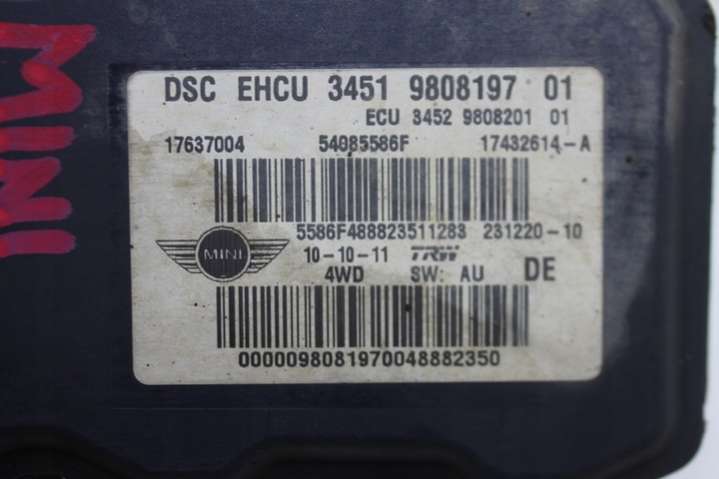 MINI
DSC EHCU 3451 9808197 01
ECU 3452 9808201 01
17637004 54085586F 17432614-A
5586F488823511283 231220-10
MINI 10-10-11 TRW
4WD SW: AU DE
0000098081970048882350